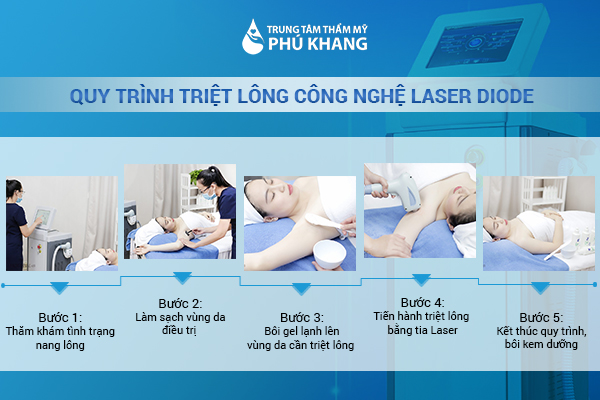 TRUNG TÂM THẨM MỸ
PHÚ KHANG
QUY TRÌNH TRIỆT LÔNG CÔNG NGHỆ LASER DIODE
Bước 1:
Thăm khám tình trạng
nang lông
Bước 2:
Làm sạch vùng da
điều trị
Bước 3:
Bôi gel lạnh lên
vùng da cần triệt lông
Bước 4:
Tiến hành triệt lông
bằng tia Laser
Bước 5:
Kết thúc quy trình,
bôi kem dưỡng